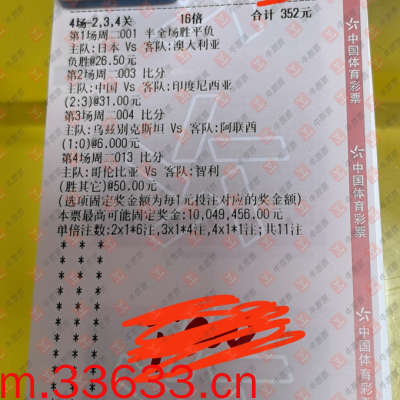 4场-2,3,4关 16倍 合计 352元
第1场周二001 半全场胜平负
主队:日本 Vs 客队:澳大利亚
负胜@26.50元
第2场周二003 比分
主队:中国 Vs 客队:印度尼西亚
(2:3)@31.00元
第3场周二004 比分
主队:乌兹别克斯坦 Vs 客队:阿联酋
(1:0)@6.000元
第4场周二013 比分
主队:哥伦比亚 Vs 客队:智利
(胜其它)@50.00元
(选项固定奖金额为每1元投注对应的奖金额)
本票最高可能固定奖金:10,049,456.00元
单倍注数:2x1*6注,3x1*4注,4x1*1注;共11注
中国体育彩票
中国体育彩票
m.33633.cn